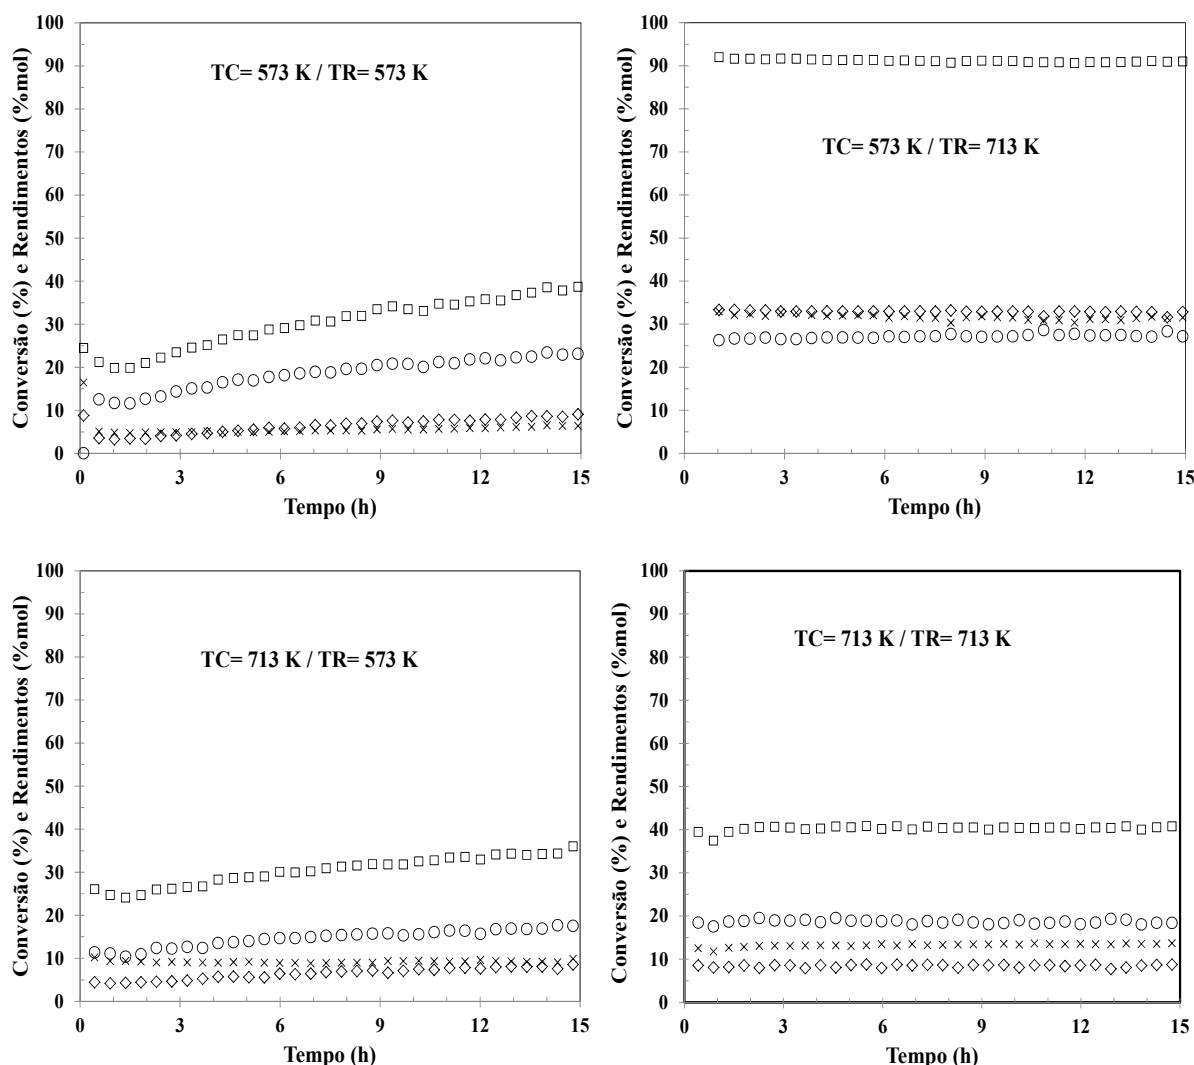 Conversão (%) e Rendimentos (%mol)
100
90
80
70
60
50
40
30
20
10
0
TC= 573 K / TR= 573 K
0 3 6 9 12 15
Tempo (h)
Conversão (%) e Rendimentos (%mol)
100
90
80
70
60
50
40
30
20
10
0
TC= 573 K / TR= 713 K
0 3 6 9 12 15
Tempo (h)
Conversão (%) e Rendimentos (%mol)
100
90
80
70
60
50
40
30
20
10
0
TC= 713 K / TR= 573 K
0 3 6 9 12 15
Tempo (h)
Conversão (%) e Rendimentos (%mol)
100
90
80
70
60
50
40
30
20
10
0
TC= 713 K / TR= 713 K
0 3 6 9 12 15
Tempo (h)